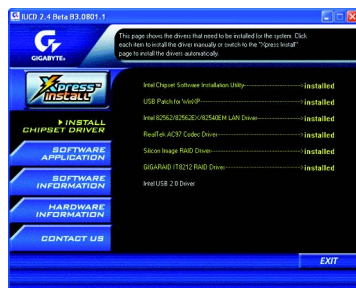 IUCD 2.4 Beta B3.0801.1
GIGABYTE
This page shows the drivers that need to be installed for the system. Click
each item to install the driver manually or switch to the "Xpress Install"
page to install drivers automatically.
Xpress
INSTALL
INSTALL
CHIPSET DRIVER
SOFTWARE
APPLICATION
SOFTWARE
INFORMATION
HARDWARE
INFORMATION
CONTACT US
Intel Chipset Software Installation Utility installed
USB Patch for WinXP installed
Intel 82562/82562EX/82540EM LAN Driver installed
RealTek AC97 Codec Driver installed
Silicon Image RAID Driver installed
GIGARAID IT8212 RAID Driver installed
Intel USB 2.0 Driver
EXIT